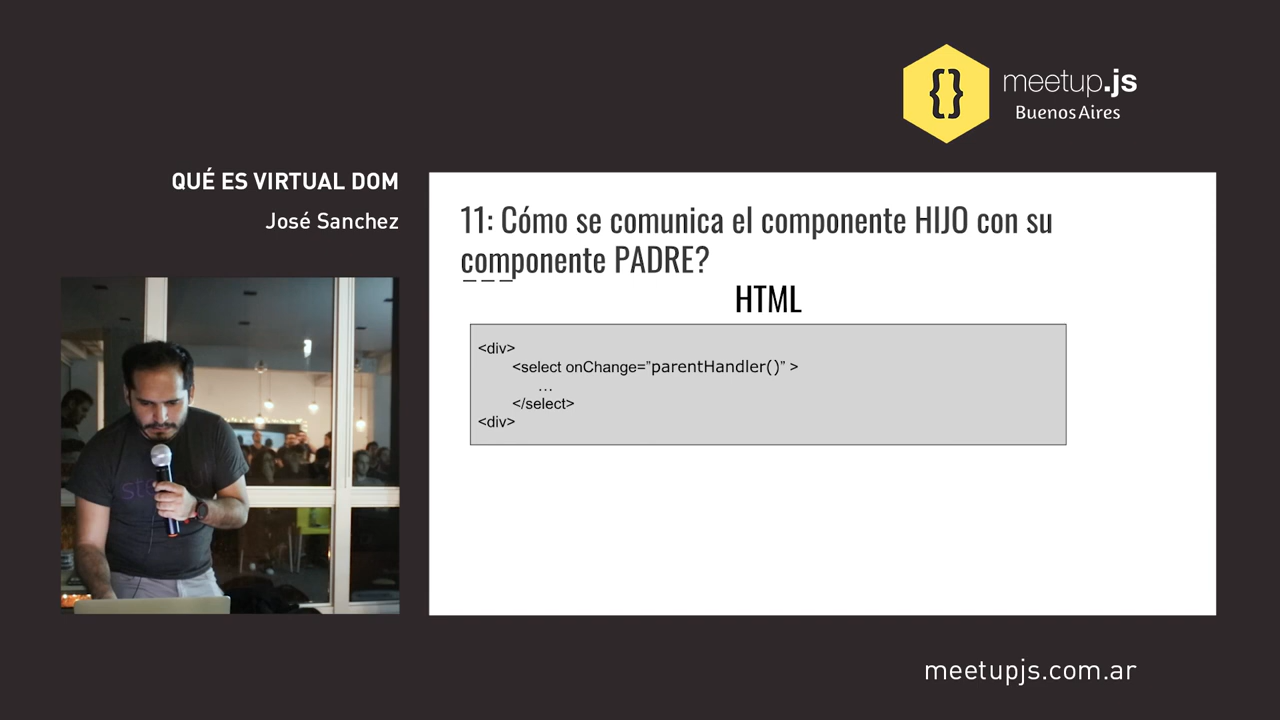 {}
meetup.js
Buenos Aires
QUÉ ES VIRTUAL DOM
José Sanchez
11: Cómo se comunica el componente HIJO con su
componente PADRE?
HTML
<div>
<select onChange="parentHandler()” >
…
</select>
<div>
meetupjs.com.ar